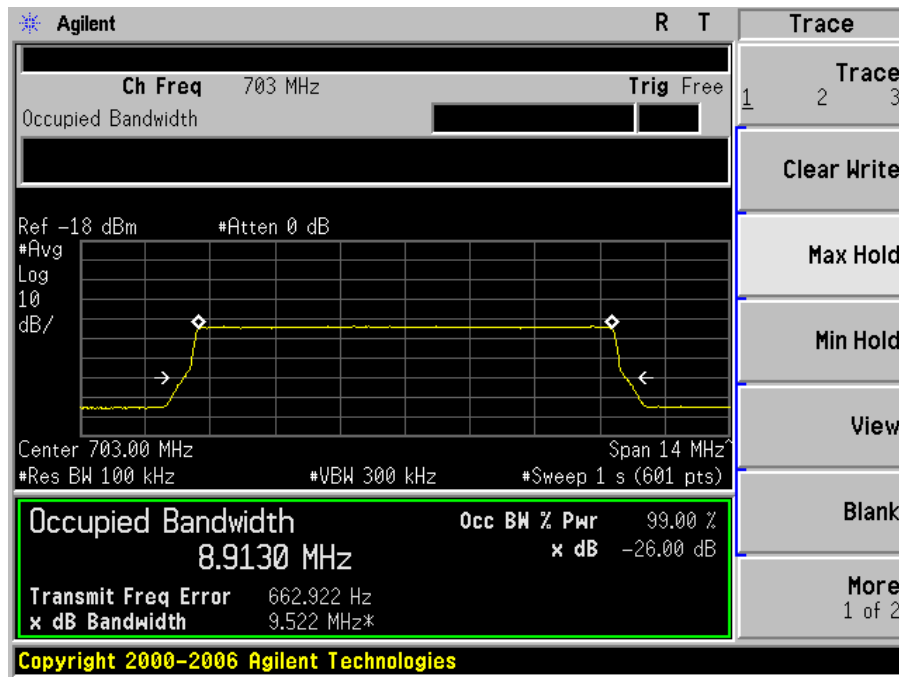 Agilent R T Trace
Ch Freq 703 MHz Trig Free
Occupied Bandwidth
Trace
1 2 3
Clear Write
Max Hold
Min Hold
View
Blank
More
1 of 2
Ref -18 dBm #Atten 0 dB
#Avg
Log
10
dB/
Center 703.00 MHz Span 14 MHz^
#Res BW 100 kHz #VBW 300 kHz #Sweep 1 s (601 pts)
Occupied Bandwidth Occ BW % Pwr 99.00 %
8.9130 MHz x dB -26.00 dB
Transmit Freq Error 662.922 Hz
x dB Bandwidth 9.522 MHz*
Copyright 2000-2006 Agilent Technologies